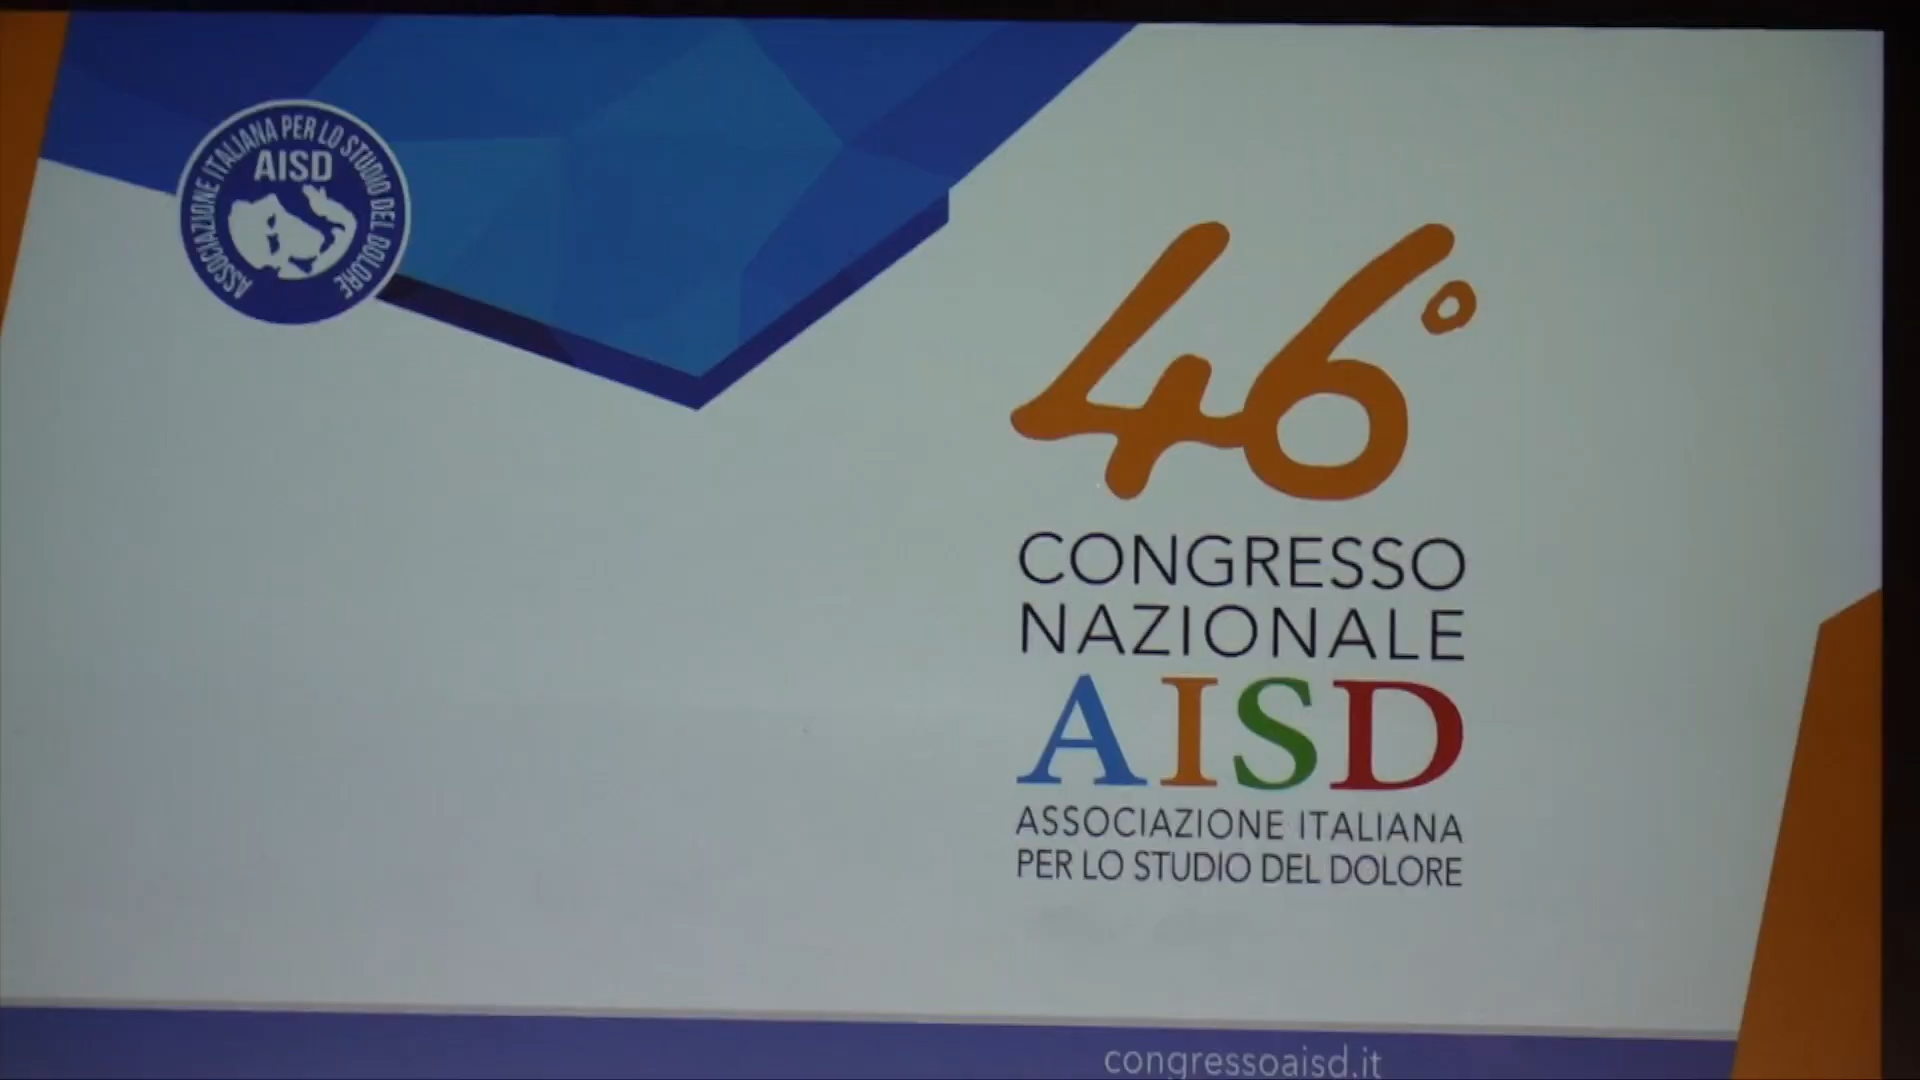 ASSOCIAZIONE ITALIANA PER LO STUDIO DEL DOLORE
AISD
46°
CONGRESSO
NAZIONALE
AISD
ASSOCIAZIONE ITALIANA
PER LO STUDIO DEL DOLORE
congressoaisd.it